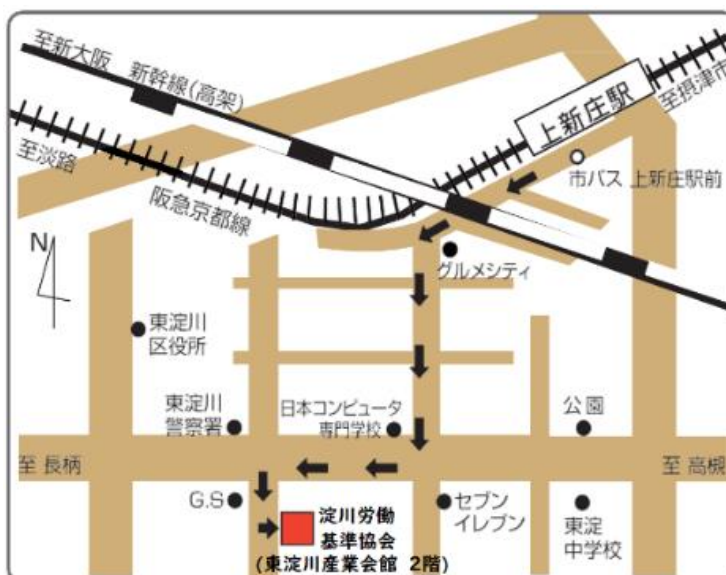 至新大阪
新幹線(高架)
上新庄駅
至摂津市
至淡路
阪急京都線
市バス 上新庄駅前
N
グルメシティ
東淀川
区役所
東淀川
警察署
日本コンピュータ
専門学校
公園
至 長柄
至 高槻
G.S
淀川労働
基準協会
(東淀川産業会館 2階)
セブン
イレブン
東淀
中学校